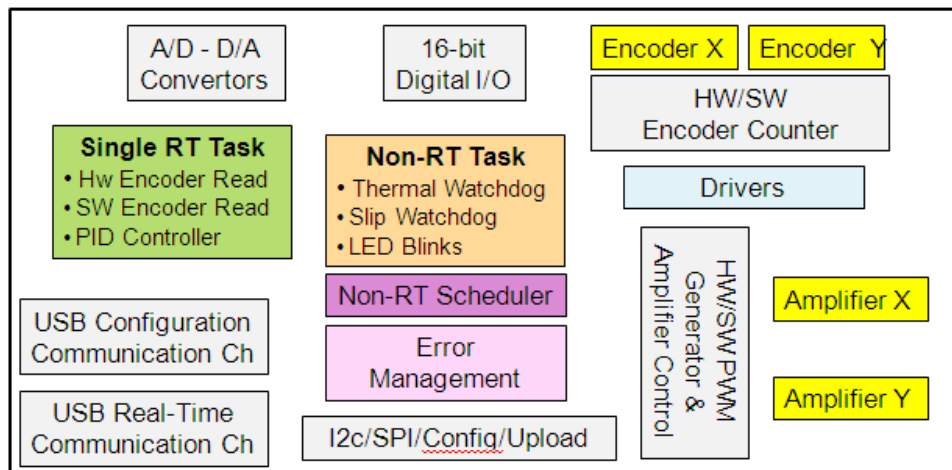 A/D - D/A
Convertors
16-bit
Digital I/O
Encoder X
Encoder Y
HW/SW
Encoder Counter
Single RT Task
• Hw Encoder Read
• SW Encoder Read
• PID Controller
Non-RT Task
• Thermal Watchdog
• Slip Watchdog
• LED Blinks
Drivers
Non-RT Scheduler
HW/SW PWM
Generator &
Amplifier Control
Amplifier X
USB Configuration
Communication Ch
Error
Management
Amplifier Y
USB Real-Time
Communication Ch
I2c/SPI/Config/Upload